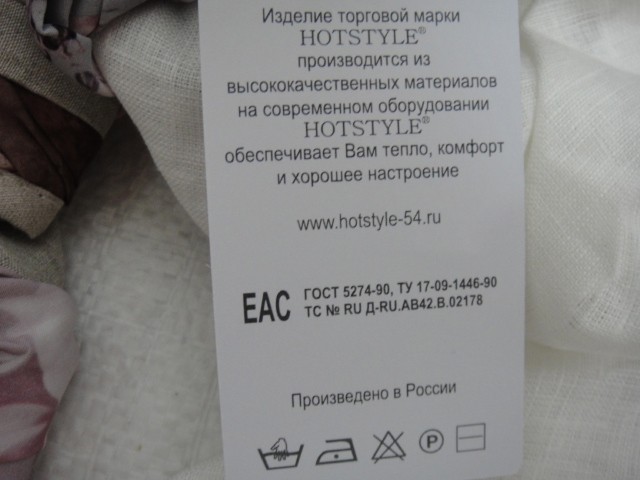 Изделие торговой марки
HOTSTYLE®
производится из
высококачественных материалов
на современном оборудовании
HOTSTYLE®
обеспечивает Вам тепло, комфорт
и хорошее настроение
www.hotstyle-54.ru
EAC
ГОСТ 5274-90, ТУ 17-09-1446-90
ТС № RU Д-RU.АВ42.В.02178
Произведено в России
P